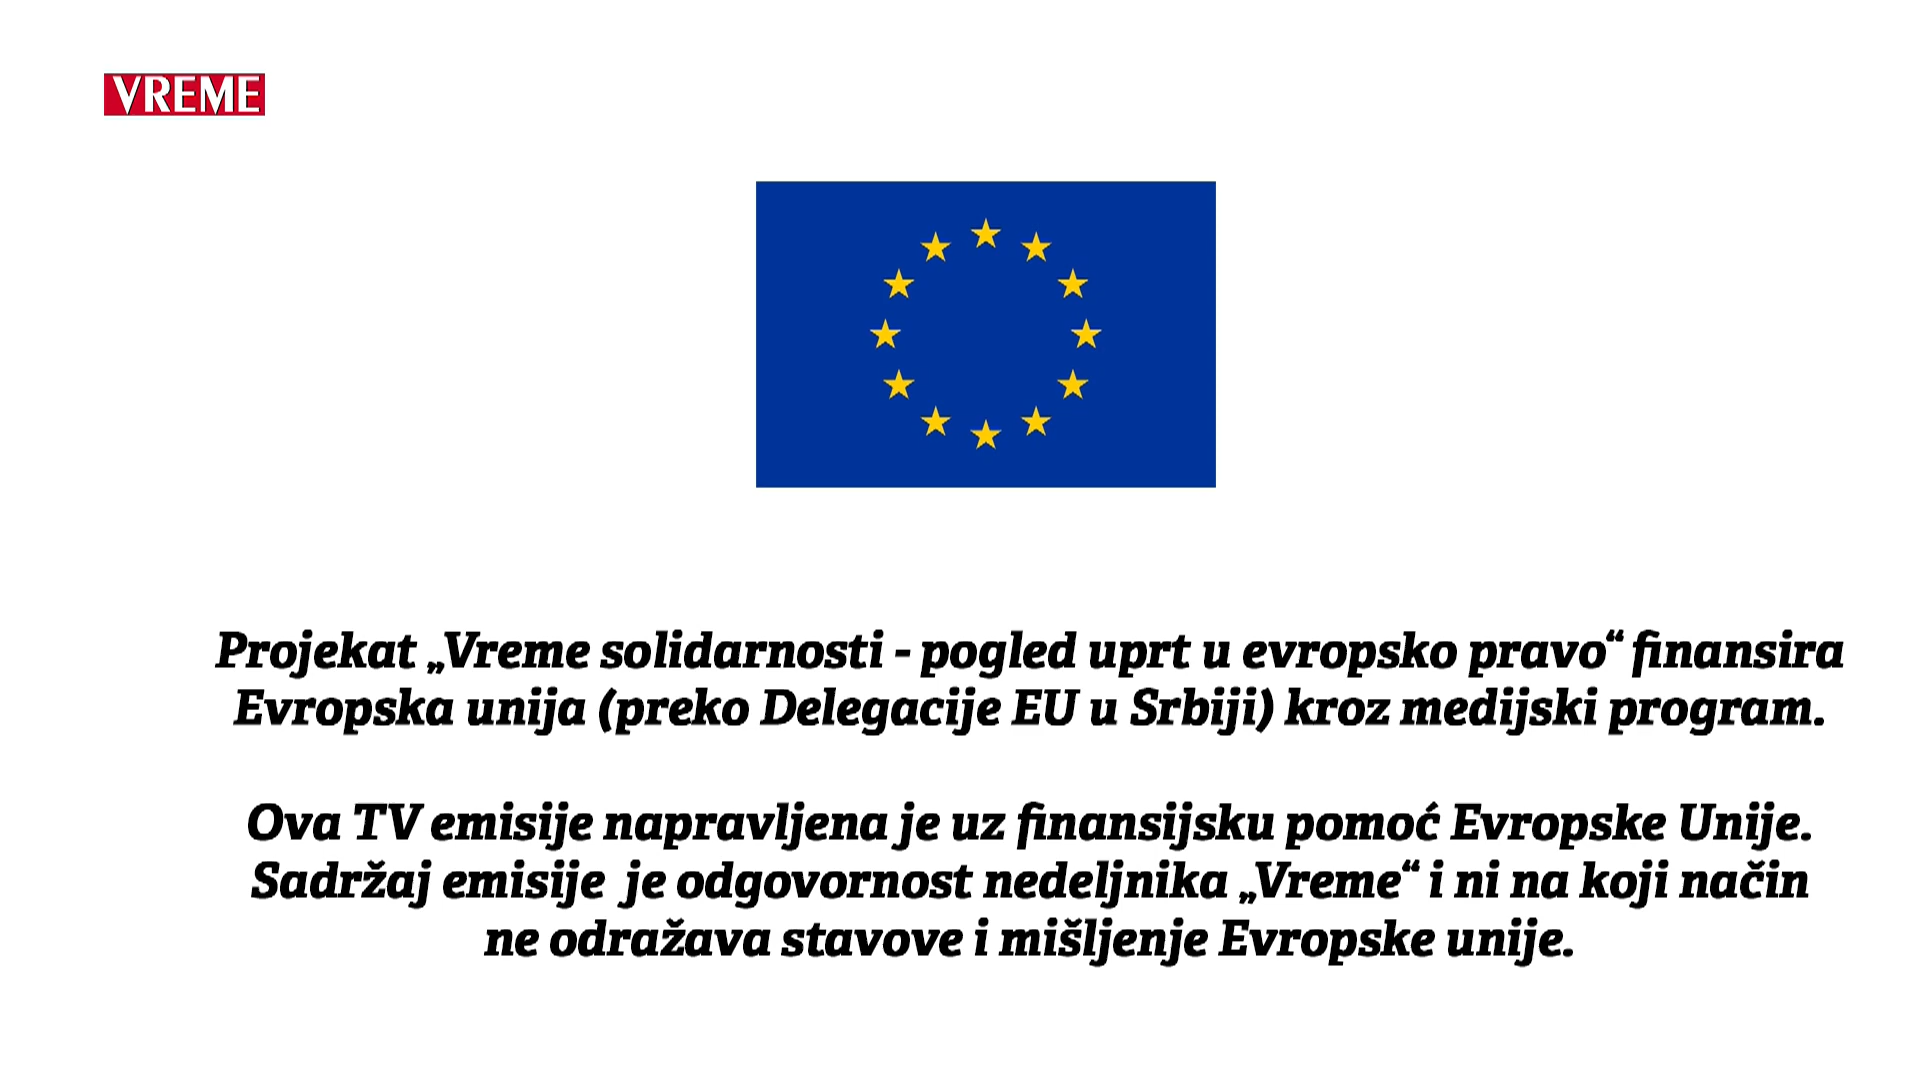 VREME
Projekat „Vreme solidarnosti - pogled uprt u evropsko pravo“ finansira
Evropska unija (preko Delegacije EU u Srbiji) kroz medijski program.
Ova TV emisije napravljena je uz finansijsku pomoć Evropske Unije.
Sadržaj emisije  je odgovornost nedeljnika „Vreme“ i ni na koji način
ne odražava stavove i mišljenje Evropske unije.